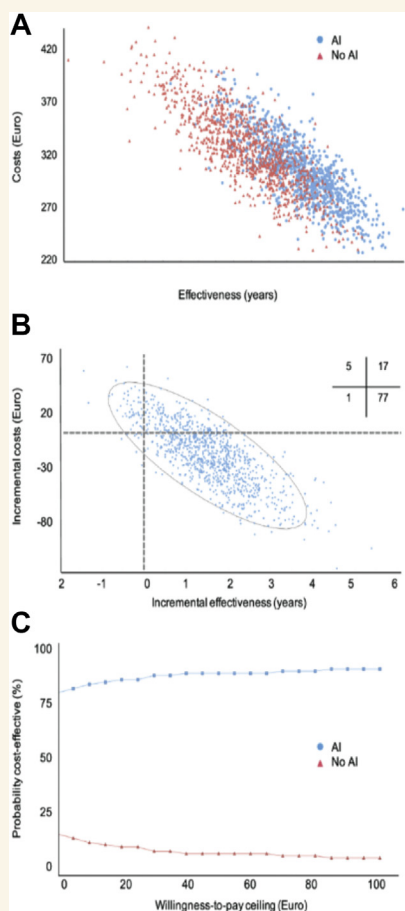 A
420
370
320
270
220
Costs (Euro)
AI
No AI
Effectiveness (years)
B
70
20
-30
-80
Incremental costs (Euro)
5 17
1 77
2 -1 0 1 2 3 4 5 6
Incremental effectiveness (years)
C
100
75
50
25
0
Probability cost-effective (%)
AI
No AI
0 20 40 60 80 100
Willingness-to-pay ceiling (Euro)